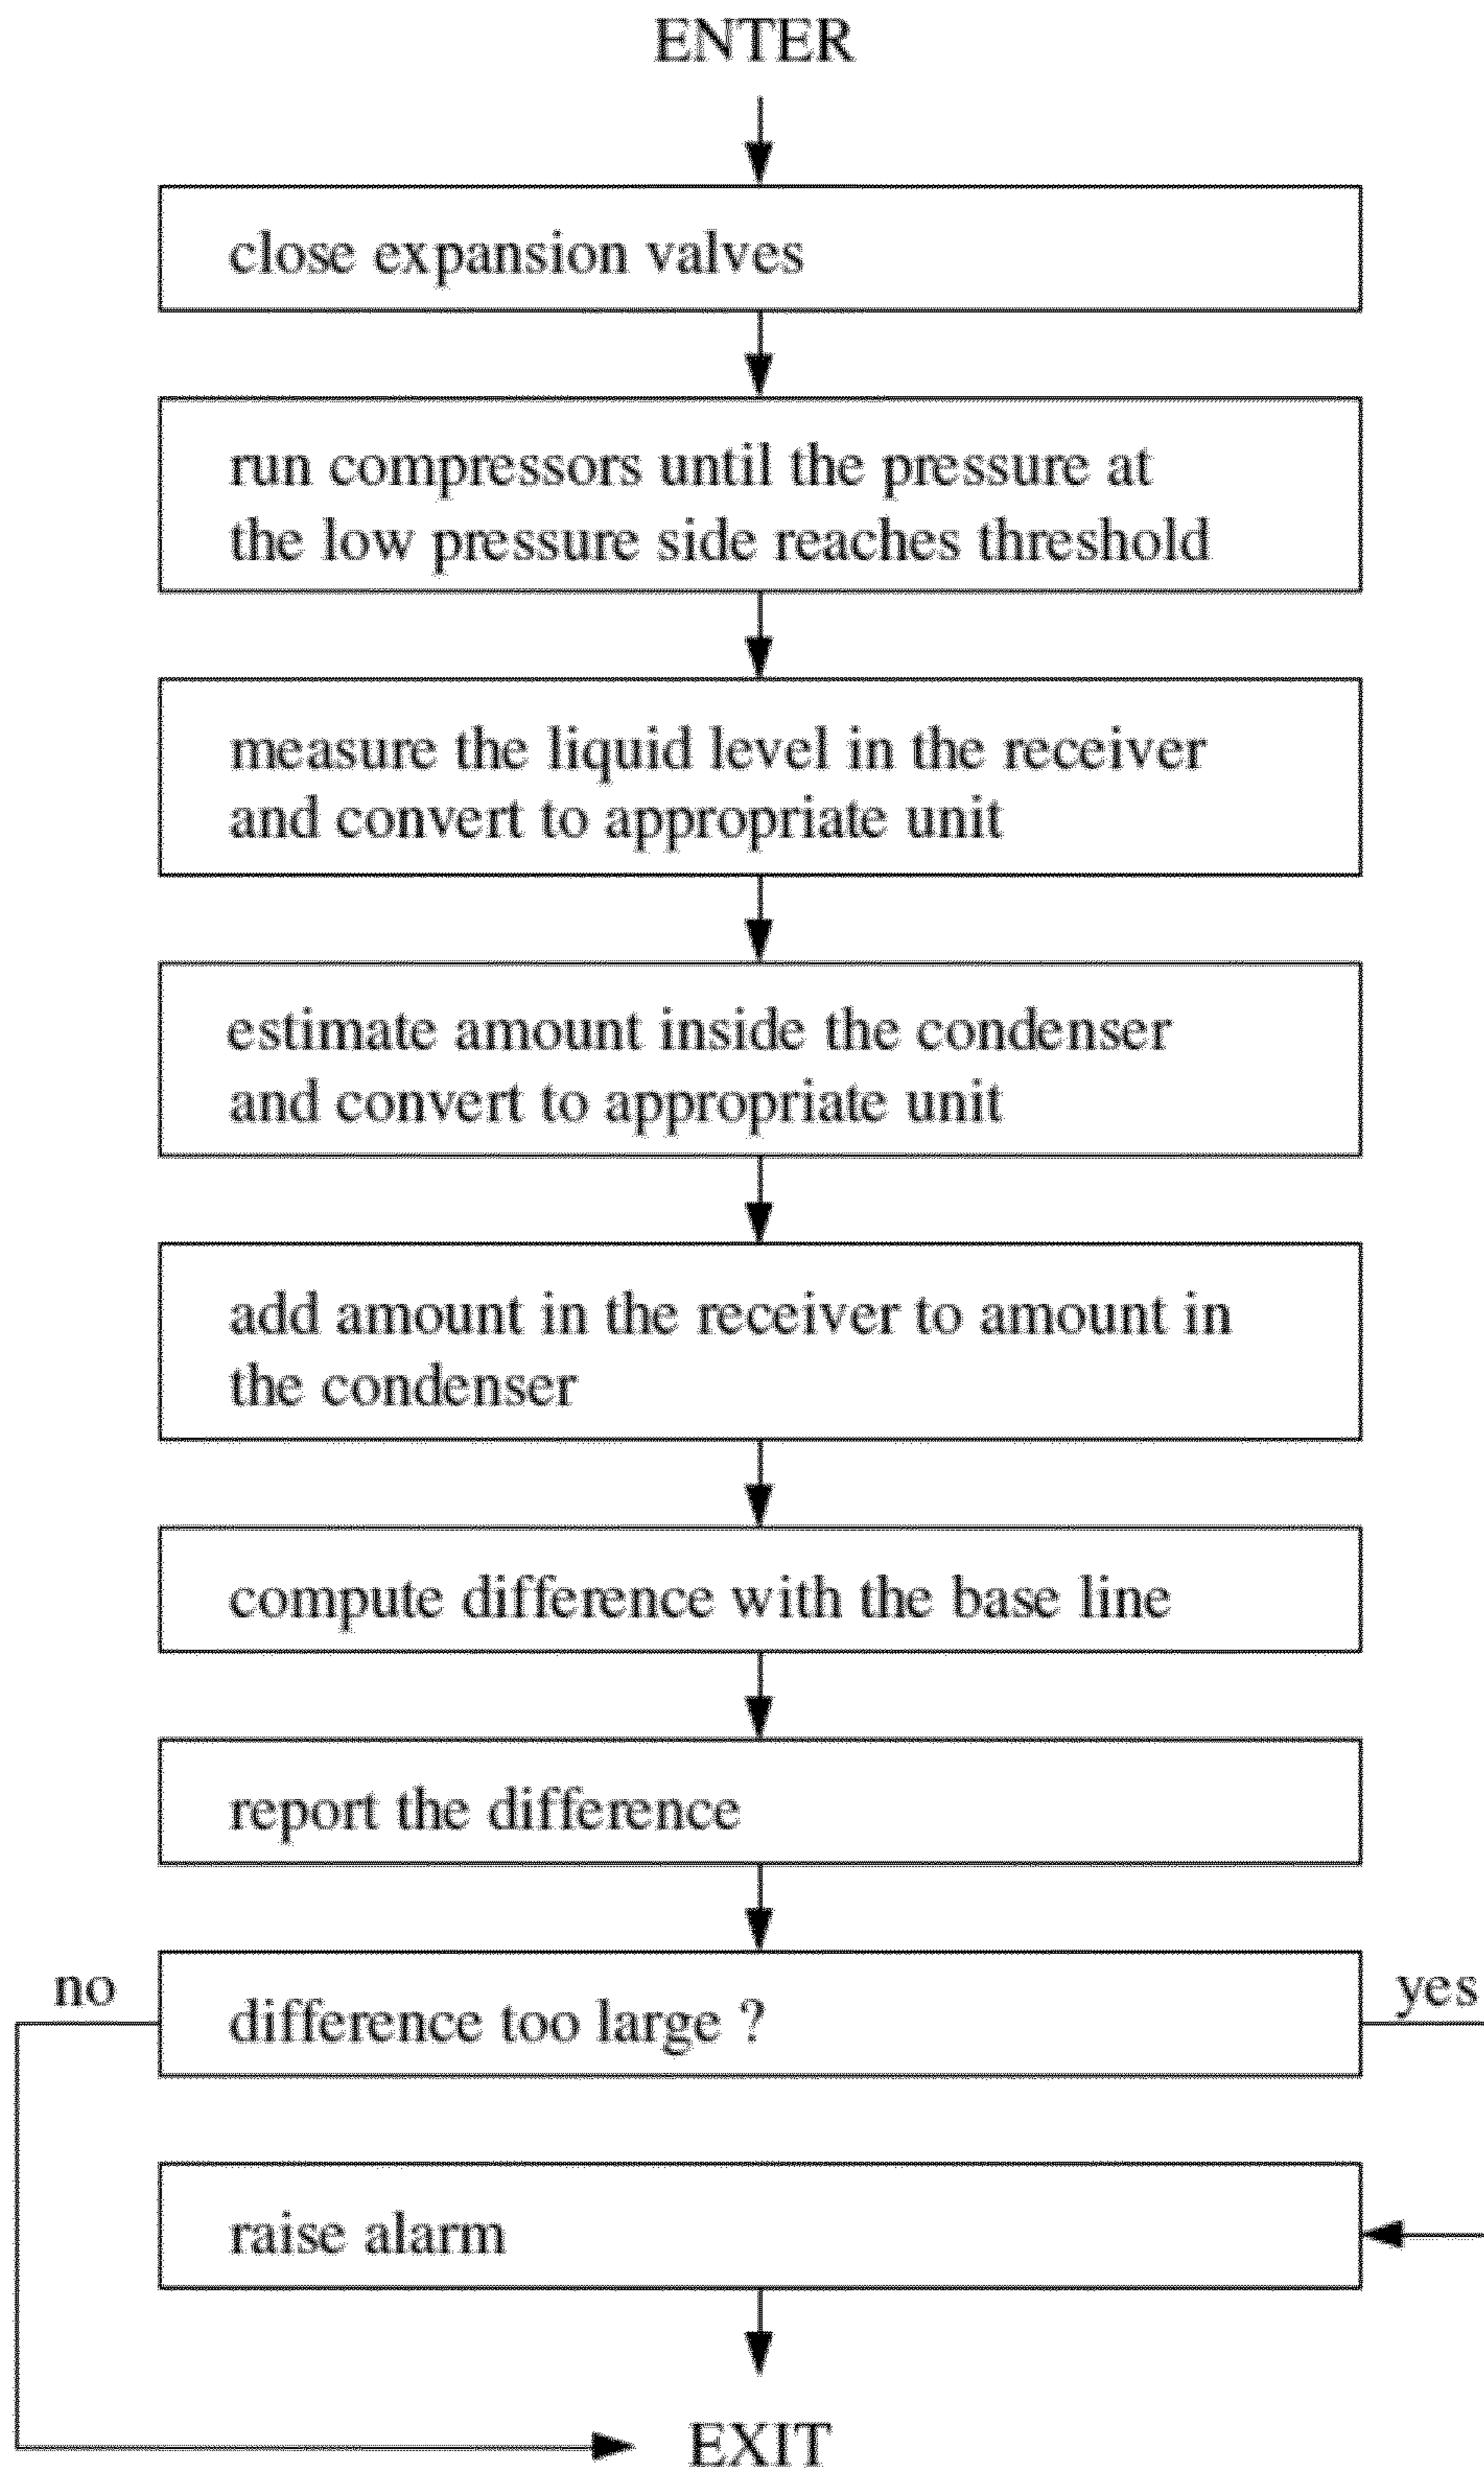 ENTER
close expansion valves
run compressors until the pressure at
the low pressure side reaches threshold
measure the liquid level in the receiver
and convert to appropriate unit
estimate amount inside the condenser
and convert to appropriate unit
add amount in the receiver to amount in
the condenser
compute difference with the base line
report the difference
no
difference too large ?
yes
raise alarm
EXIT